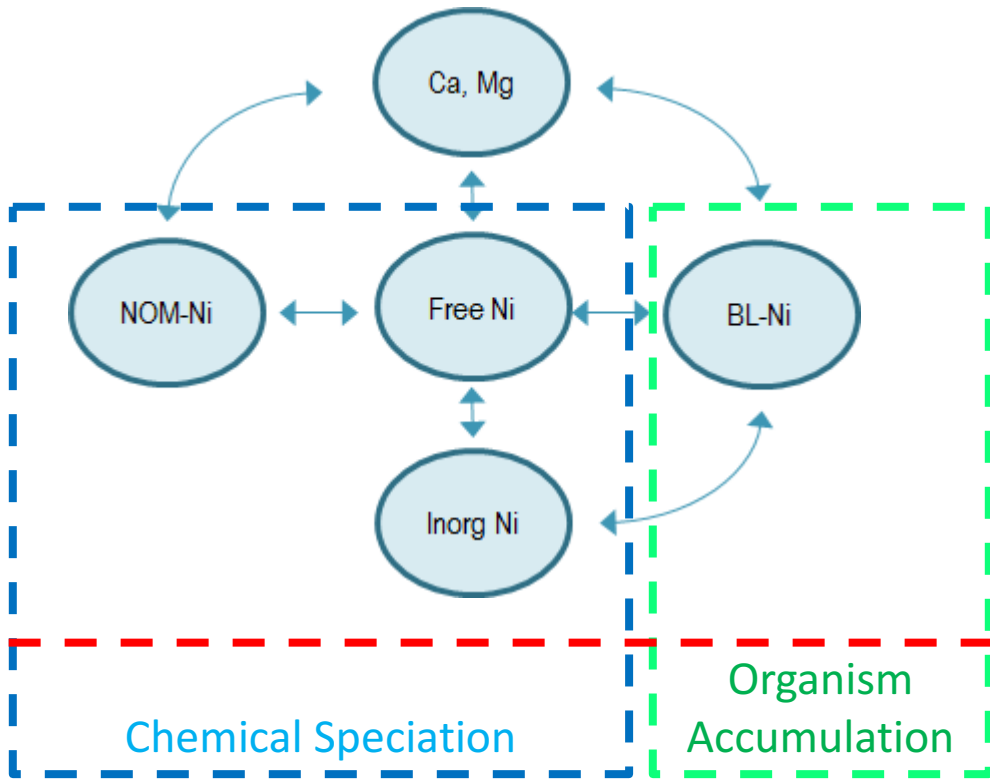 Ca, Mg
NOM-Ni
Free Ni
BL-Ni
Inorg Ni
Chemical Speciation
Organism
Accumulation